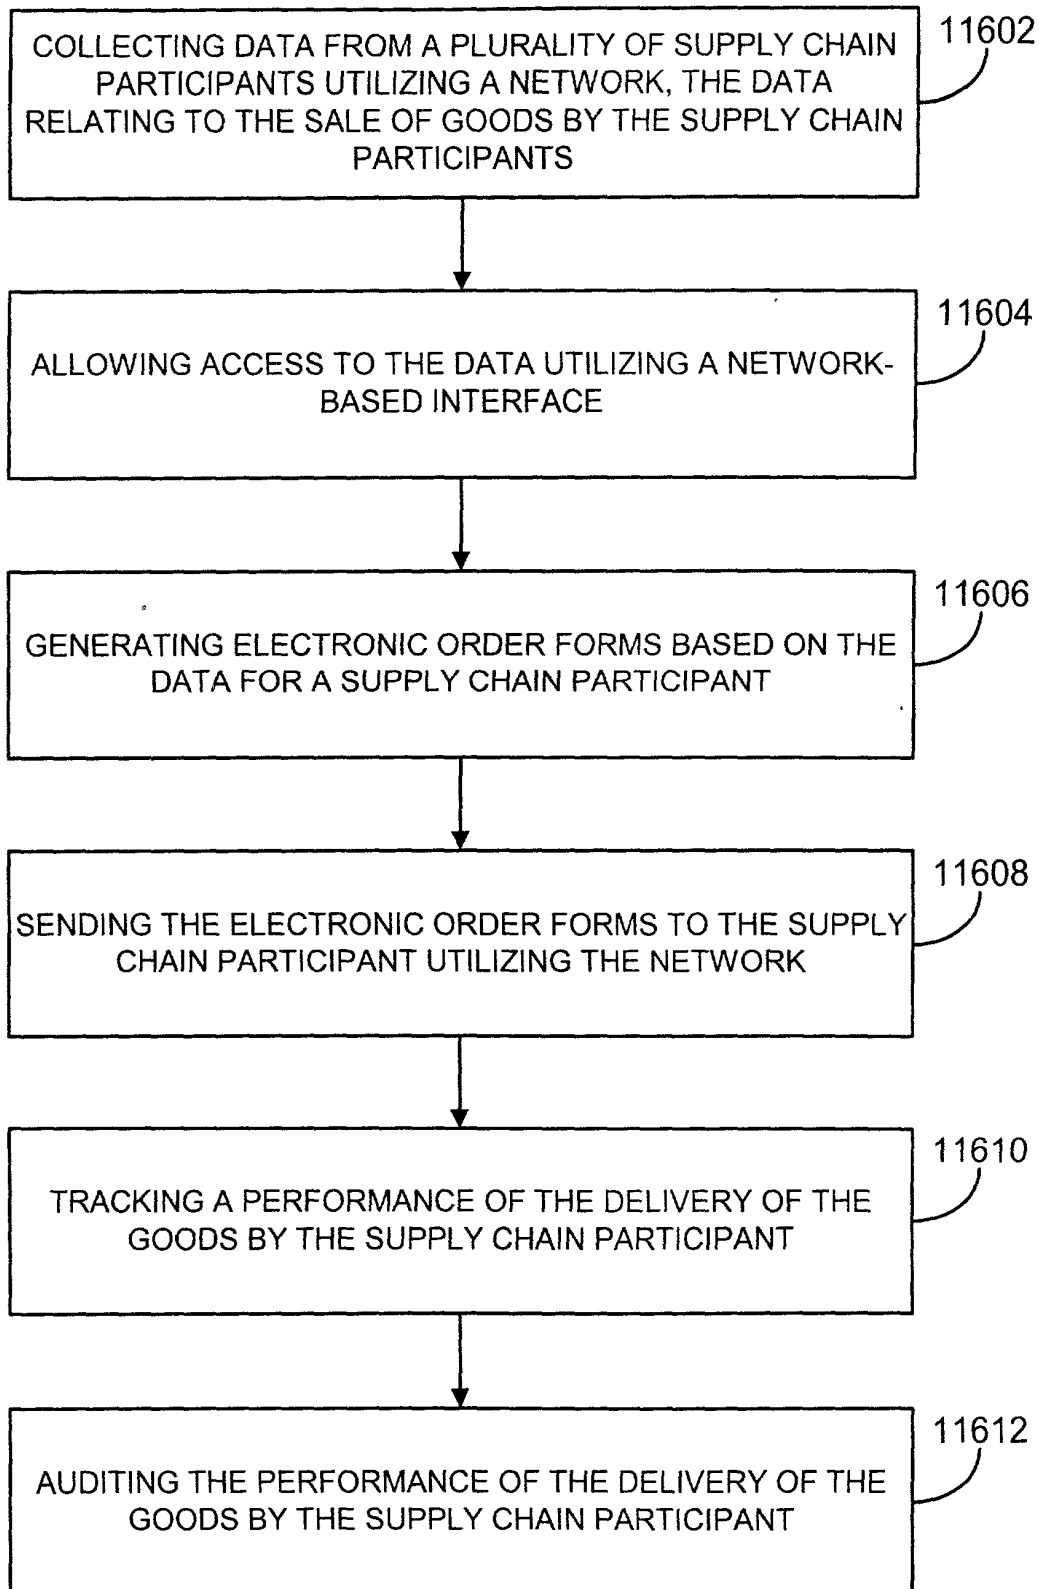 COLLECTING DATA FROM A PLURALITY OF SUPPLY CHAIN
PARTICIPANTS UTILIZING A NETWORK, THE DATA
RELATING TO THE SALE OF GOODS BY THE SUPPLY CHAIN
PARTICIPANTS
11602
ALLOWING ACCESS TO THE DATA UTILIZING A NETWORK-
BASED INTERFACE
11604
GENERATING ELECTRONIC ORDER FORMS BASED ON THE
DATA FOR A SUPPLY CHAIN PARTICIPANT
11606
SENDING THE ELECTRONIC ORDER FORMS TO THE SUPPLY
CHAIN PARTICIPANT UTILIZING THE NETWORK
11608
TRACKING A PERFORMANCE OF THE DELIVERY OF THE
GOODS BY THE SUPPLY CHAIN PARTICIPANT
11610
AUDITING THE PERFORMANCE OF THE DELIVERY OF THE
GOODS BY THE SUPPLY CHAIN PARTICIPANT
11612